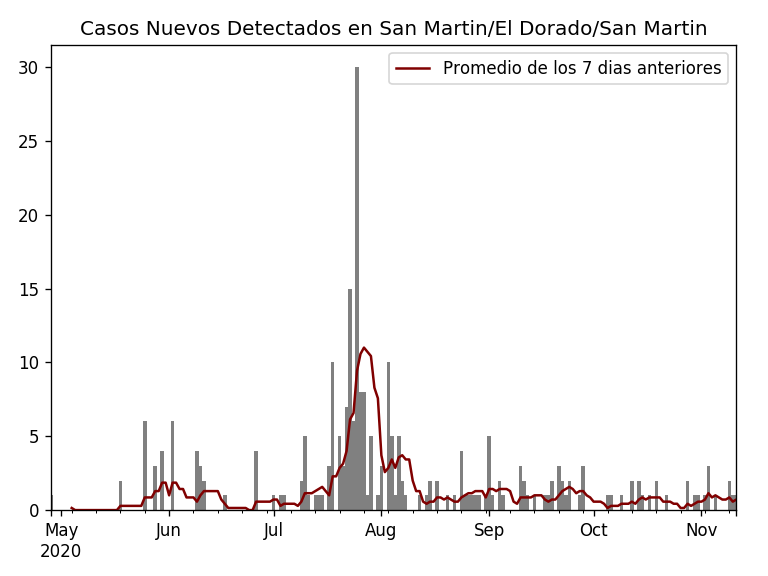 Casos Nuevos Detectados en San Martin/El Dorado/San Martin
Promedio de los 7 dias anteriores
30
25
20
15
10
5
0
May Jun Jul Aug Sep Oct Nov
2020